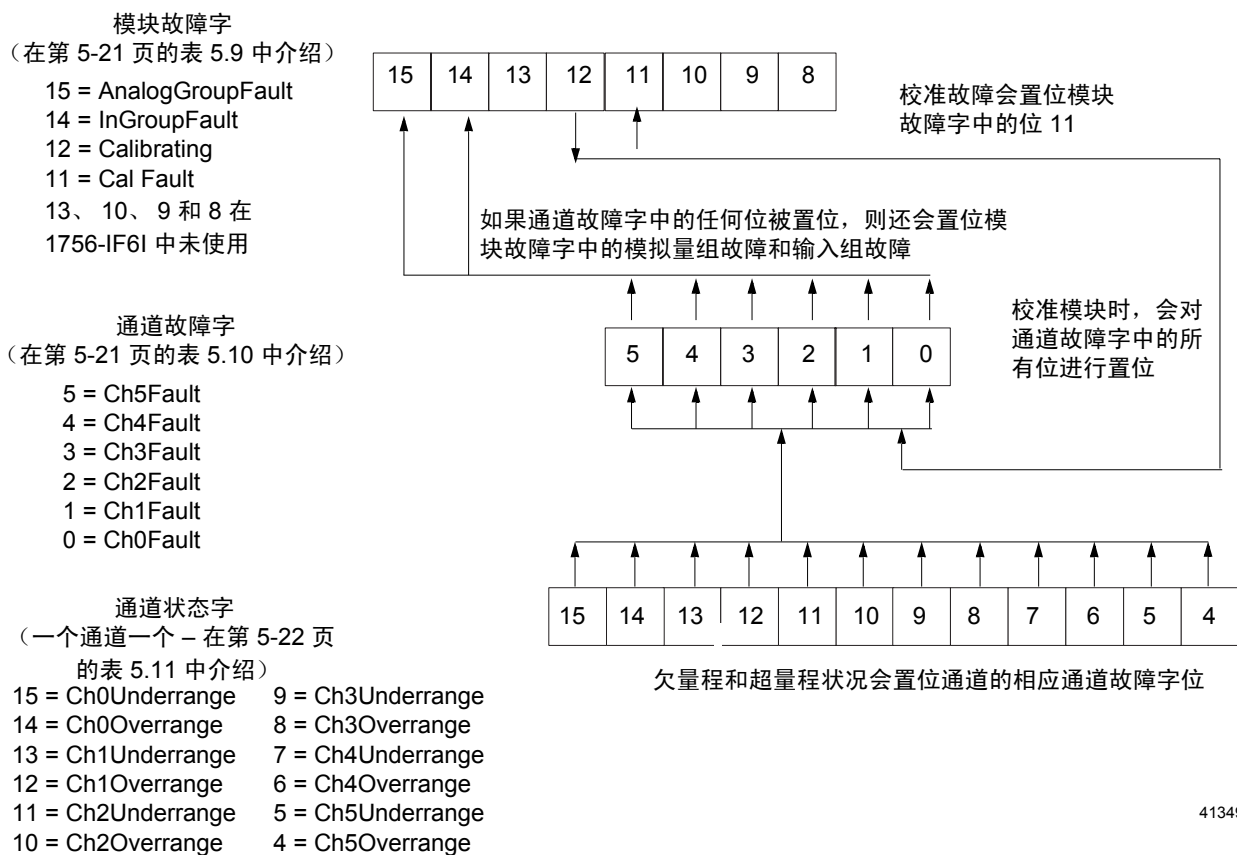 模块故障字
（在第 5-21 页的表 5.9 中介绍）
15 = AnalogGroupFault
14 = InGroupFault
12 = Calibrating
11 = Cal Fault
13、 10、 9 和 8 在
1756-IF6I 中未使用
15 14 13 12 11 10 9 8
校准故障会置位模块
故障字中的位 11
如果通道故障字中的任何位被置位，则还会置位模
块故障字中的模拟量组故障和输入组故障
通道故障字
（在第 5-21 页的表 5.10 中介绍）
5 = Ch5Fault
4 = Ch4Fault
3 = Ch3Fault
2 = Ch2Fault
1 = Ch1Fault
0 = Ch0Fault
5 4 3 2 1 0
校准模块时，会对
通道故障字中的所
有位进行置位
通道状态字
（一个通道一个 – 在第 5-22 页
的表 5.11 中介绍）
15 = Ch0Underrange 9 = Ch3Underrange
14 = Ch0Overrange 8 = Ch3Overrange
13 = Ch1Underrange 7 = Ch4Underrange
12 = Ch1Overrange 6 = Ch4Overrange
11 = Ch2Underrange 5 = Ch5Underrange
10 = Ch2Overrange 4 = Ch5Overrange
15 14 13 12 11 10 9 8 7 6 5 4
欠量程和超量程状况会置位通道的相应通道故障字位
41349